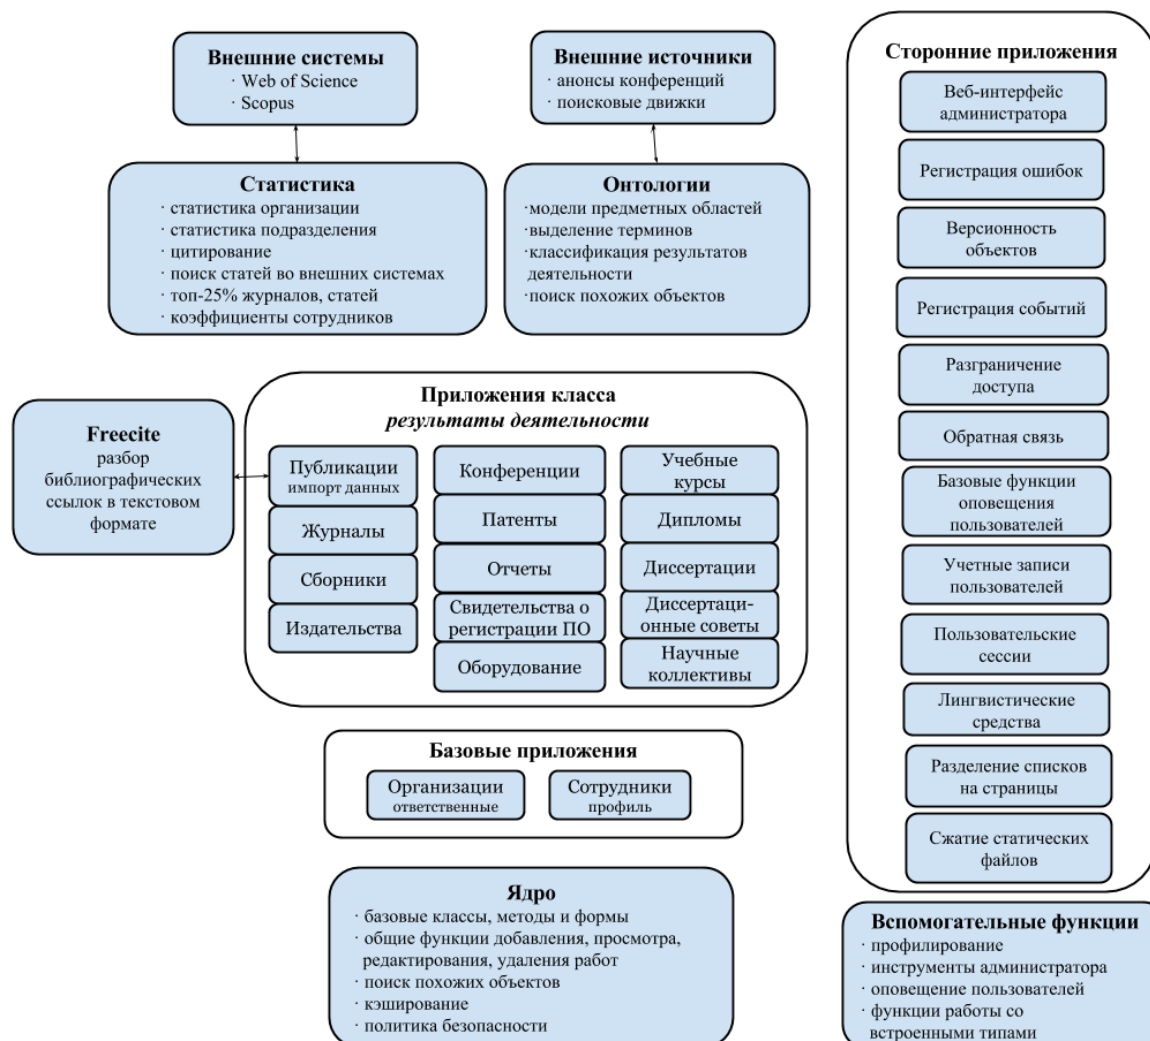 Внешние системы
· Web of Science
· Scopus
Внешние источники
· анонсы конференций
· поисковые движки
Статистика
· статистика организации
· статистика подразделения
· цитирование
· поиск статей во внешних системах
· топ-25% журналов, статей
· коэффициенты сотрудников
Онтологии
·модели предметных областей
·выделение терминов
·классификация результатов
деятельности
·поиск похожих объектов
Freecite
разбор
библиографических
ссылок в текстовом
формате
Приложения класса
результаты деятельности
Публикации
импорт данных
Журналы
Сборники
Издательства
Конференции
Патенты
Отчеты
Свидетельства о
регистрации ПО
Оборудование
Учебные
курсы
Дипломы
Диссертации
Диссертаци-
онные советы
Научные
коллективы
Базовые приложения
Организации
ответственные
Сотрудники
профиль
Ядро
· базовые классы, методы и формы
· общие функции добавления, просмотра,
редактирования, удаления работ
· поиск похожих объектов
· кэширование
· политика безопасности
Сторонние приложения
Веб-интерфейс
администратора
Регистрация ошибок
Версионность
объектов
Регистрация событий
Разграничение
доступа
Обратная связь
Базовые функции
оповещения
пользователей
Учетные записи
пользователей
Пользовательские
сессии
Лингвистические
средства
Разделение списков
на страницы
Сжатие статических
файлов
Вспомогательные функции
· профилирование
· инструменты администратора
· оповещение пользователей
· функции работы со
встроенными типами